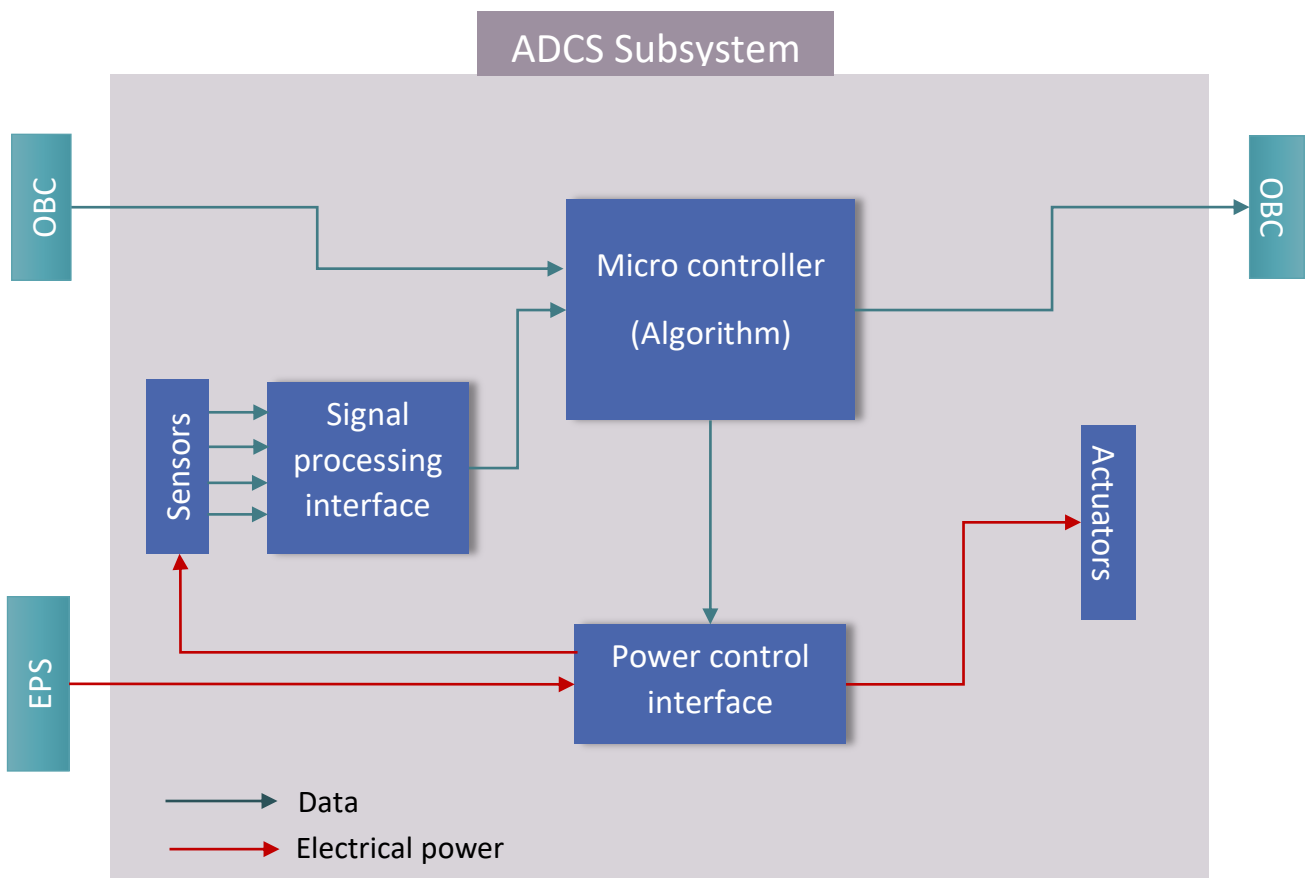 ADCS Subsystem
OBC
OBC
Micro controller
(Algorithm)
Sensors
Signal
processing
interface
Actuators
EPS
Power control
interface
Data
Electrical power